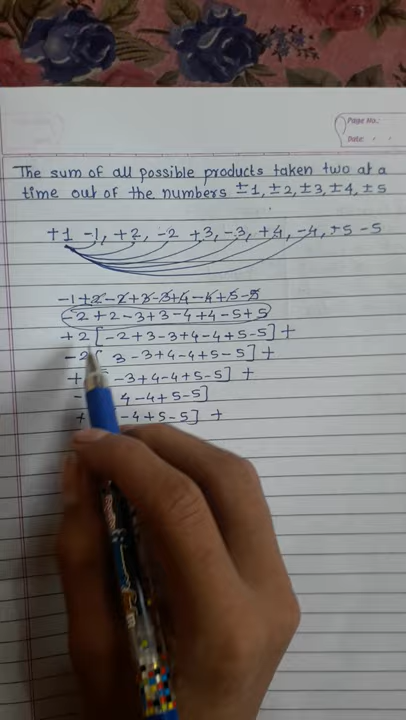 Page No.:
Date:
The sum of all possible products taken two at a
time out of the numbers ±1, ±2, ±3, ±4, ±5
+1 -1, +2, -2 +3, -3, +4, -4, +5 -5
-1+2-2+3-3+4-4+5-5
-2+2-3+3-4+4-5+5
+2[-2+3-3+4-4+5-5]+
-2[ 3-3+4-4+5-5]+
+ -3+4-4+5-5] +
- 4-4+5-5]
+ -4+5-5] +